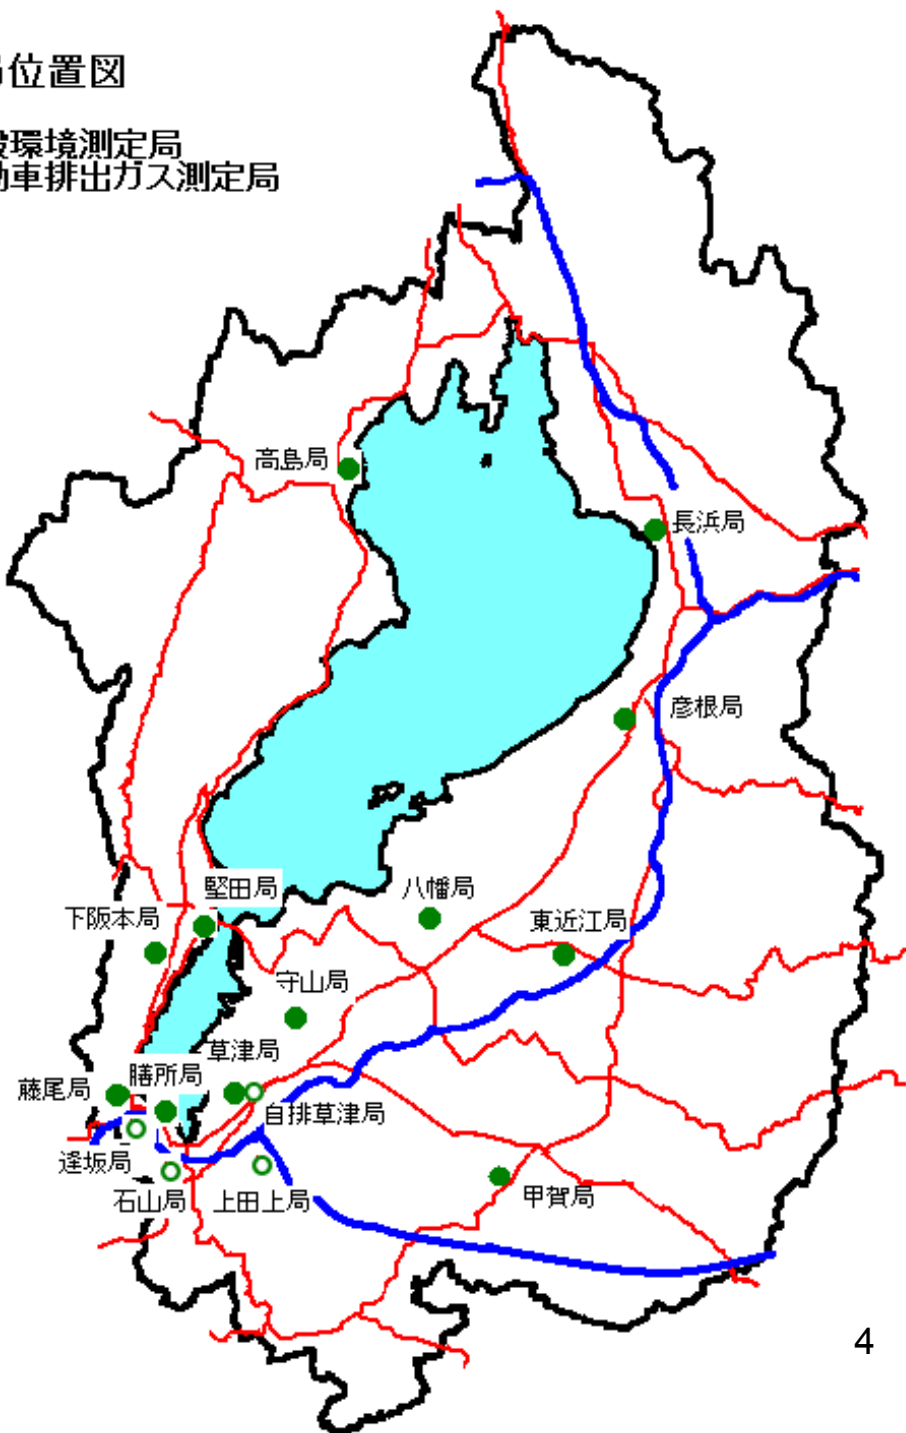 位置図
環境測定局
車排出ガス測定局
高島局
長浜局
彦根局
堅田局
八幡局
下阪本局
東近江局
守山局
草津局
膳所局
藤尾局
自排草津局
逢坂局
石山局
上田上局
甲賀局
4